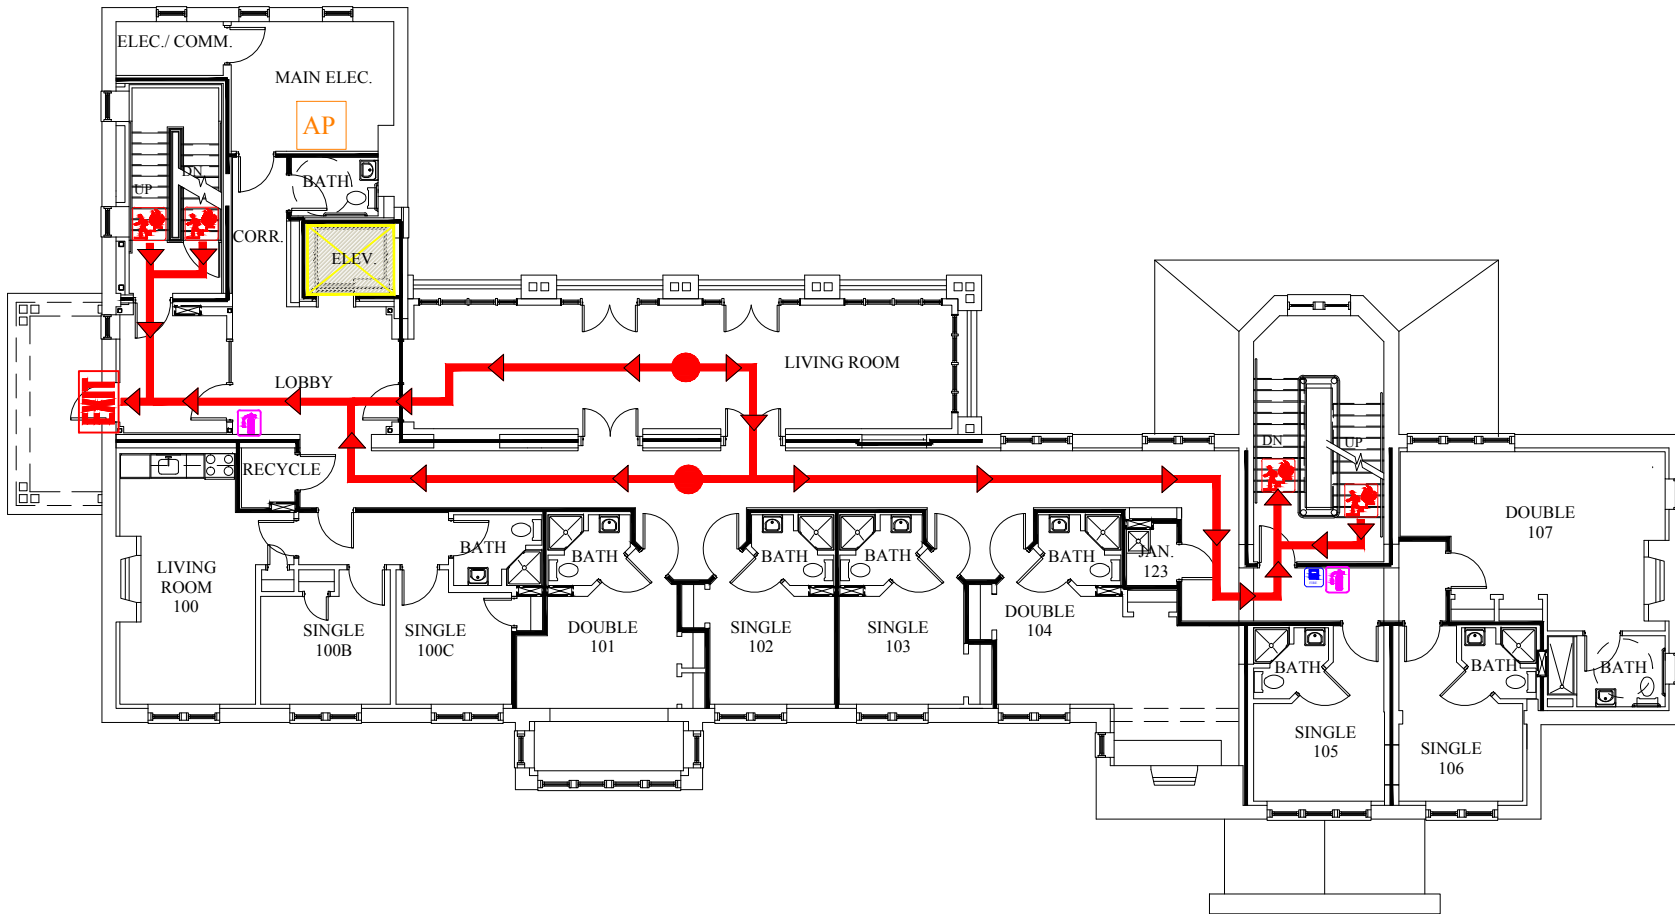 ELEC./ COMM.
MAIN ELEC.
AP
DN
UP
BATH
CORR.
ELEV.
LIVING ROOM
LOBBY
EXIT
RECYCLE
DN
UP
DOUBLE
107
LIVING
ROOM
100
BATH
BATH
BATH
BATH
BATH
JAN.
123
SINGLE
100B
SINGLE
100C
DOUBLE
101
SINGLE
102
SINGLE
103
DOUBLE
104
BATH
BATH
BATH
SINGLE
105
SINGLE
106